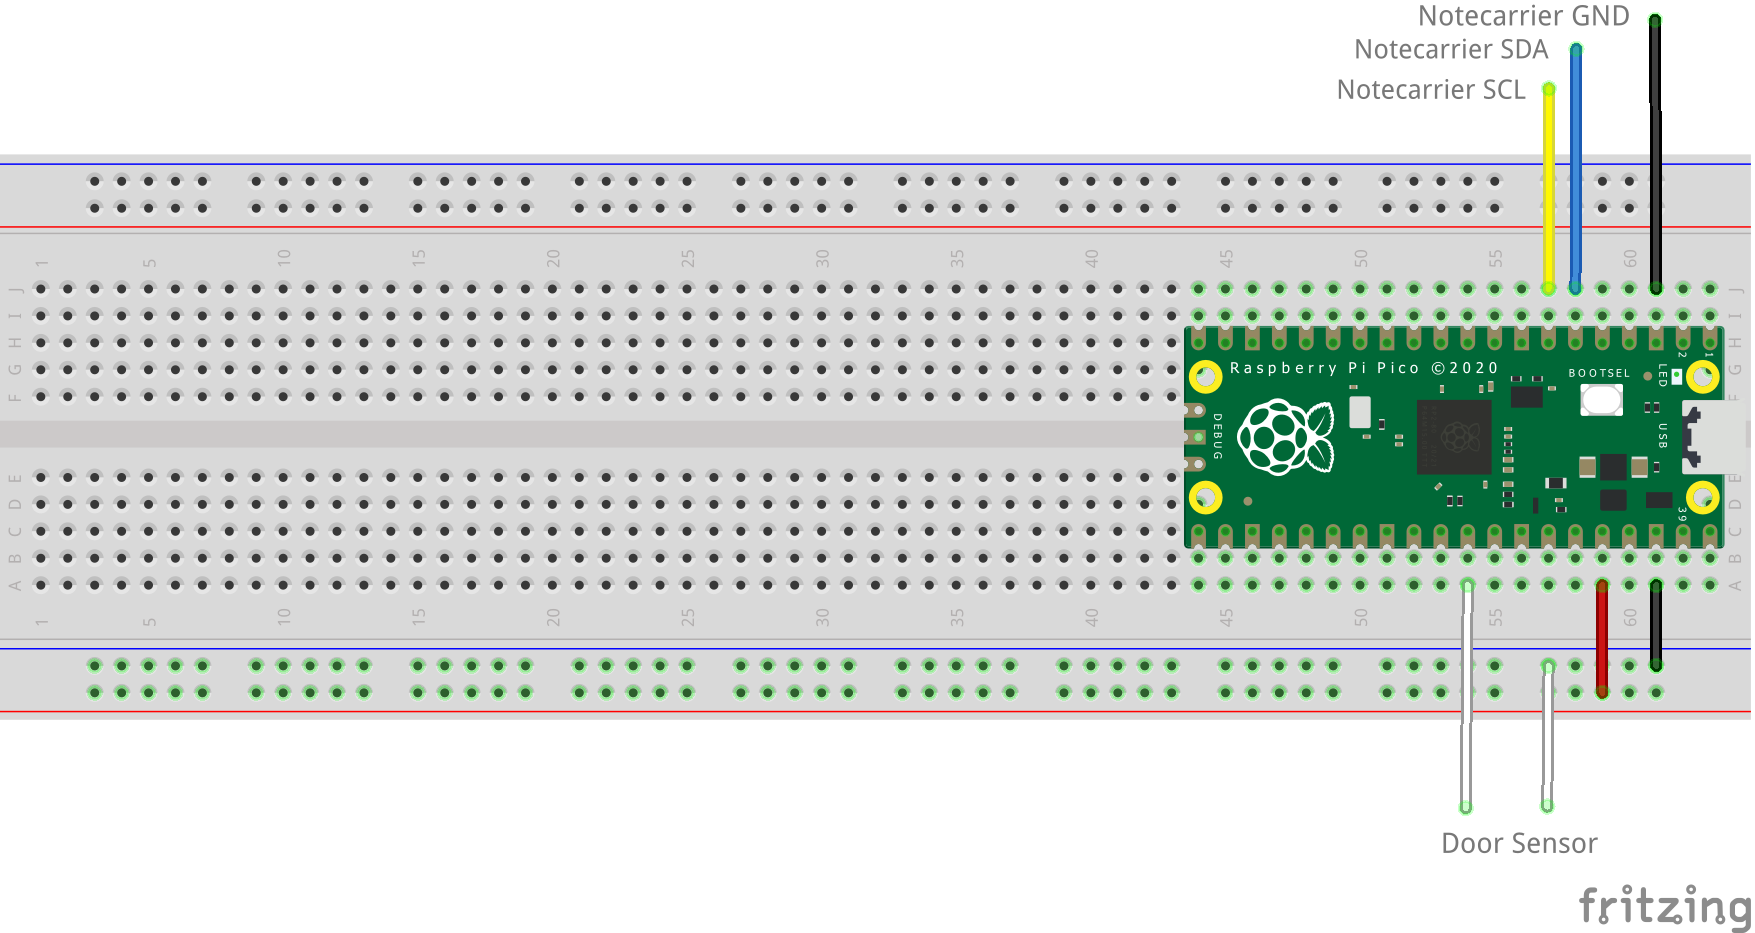 Notecarrier GND
Notecarrier SDA
Notecarrier SCL
1 5 10 15 20 25 30 35 40 45 50 55 60
J J
I I
H H
G G
F F
2 1
Raspberry Pi Pico ©2020
BOOTSEL
LED
DEBUG
USB
E E
D D
C C
B B
A A
39
1 5 10 15 20 25 30 35 40 45 50 55 60
Door Sensor
fritzing